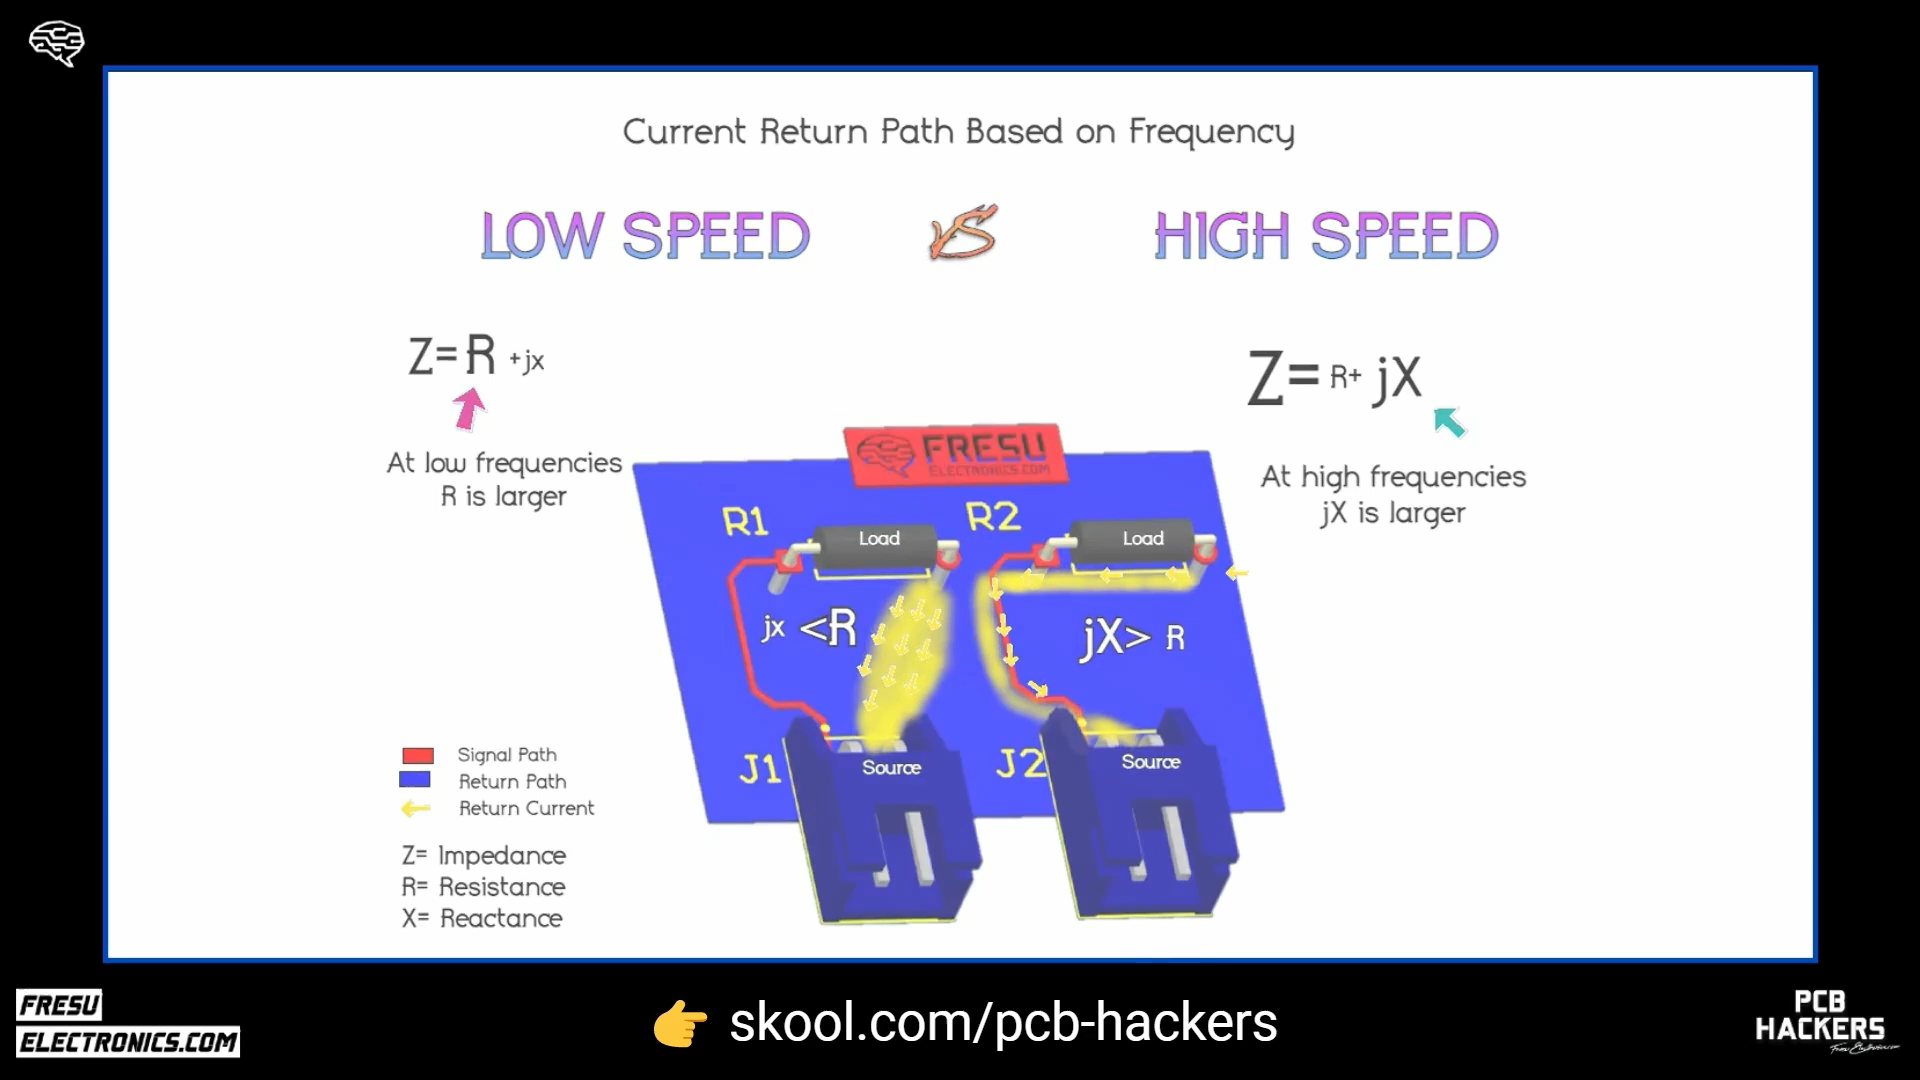 Current Return Path Based on Frequency
LOW SPEED
VS
HIGH SPEED
Z=R +jx
At low frequencies
R is larger
Z= R+ jX
At high frequencies
jX is larger
FRESU
ELECTRONICS.COM
R1
Load
R2
Load
jx <R
jX> R
J1
Source
J2
Source
Signal Path
Return Path
Return Current
Z= Impedance
R= Resistance
X= Reactance
FRESU
ELECTRONICS.COM
👉 skool.com/pcb-hackers
PCB
HACKERS